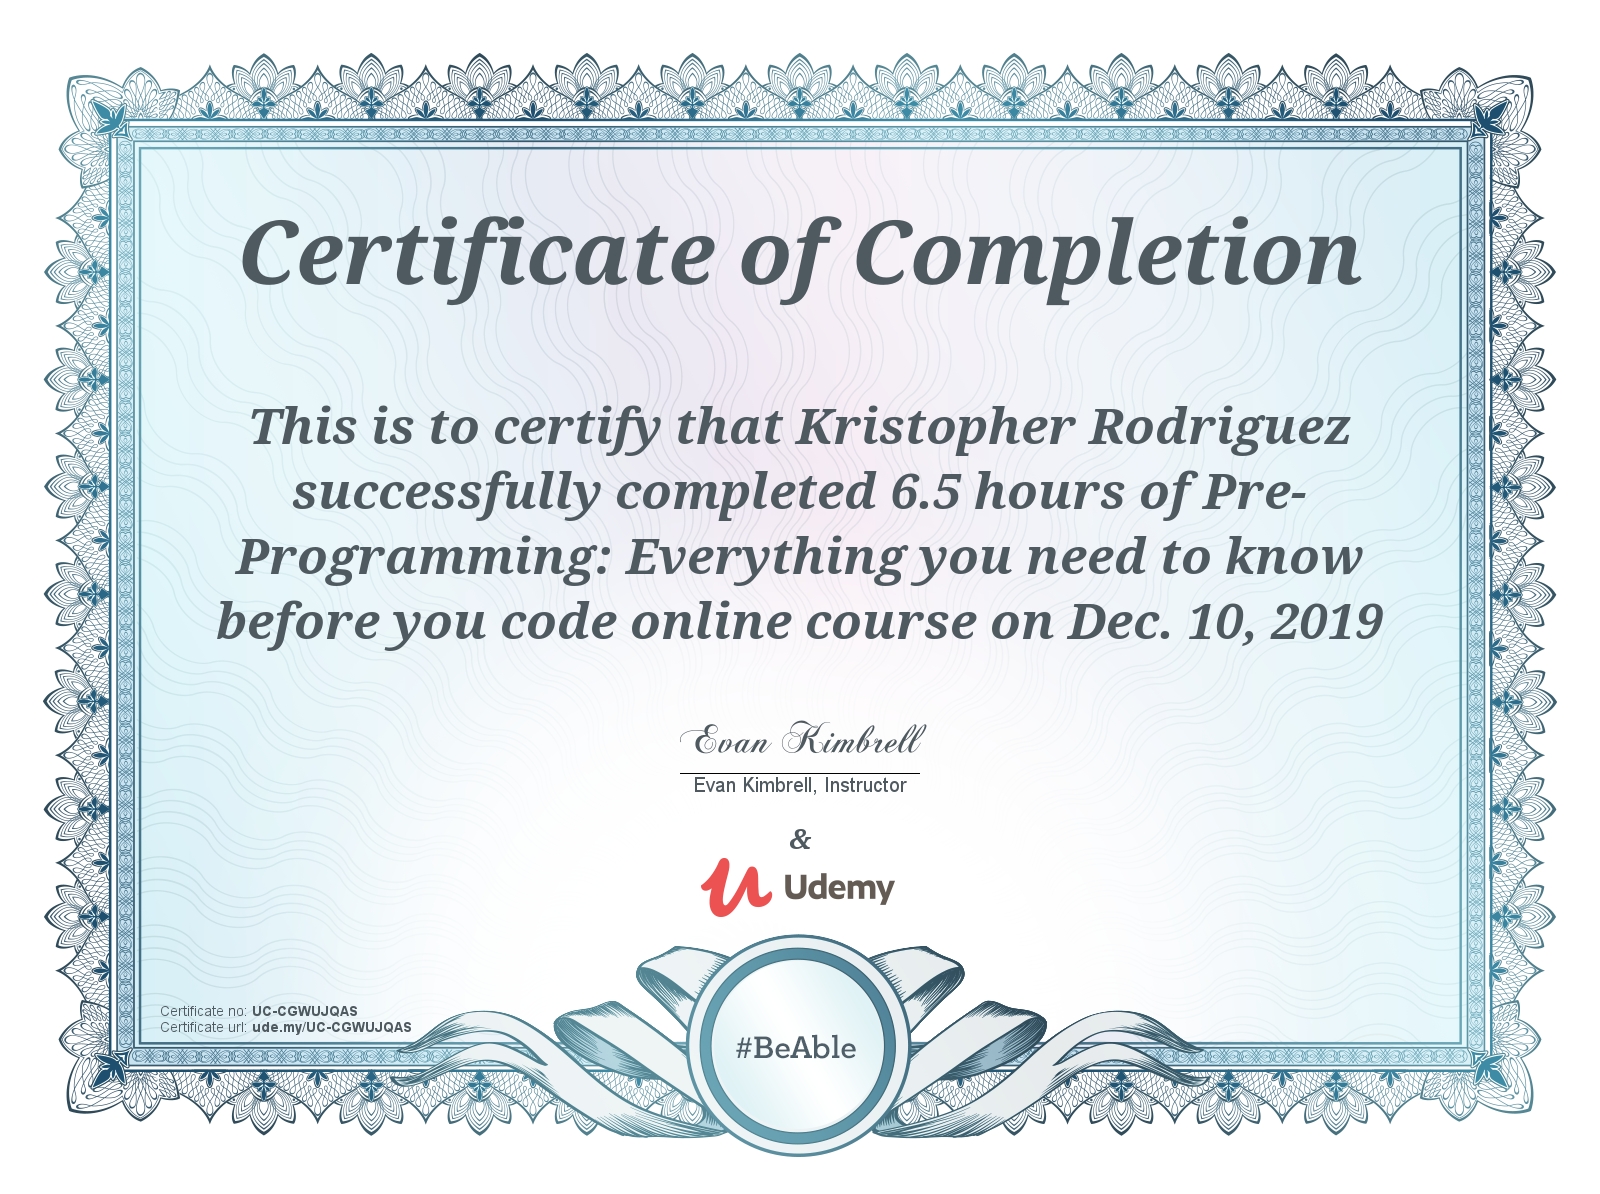 Certificate of Completion
This is to certify that Kristopher Rodriguez
successfully completed 6.5 hours of Pre-
Programming: Everything you need to know
before you code online course on Dec. 10, 2019
Evan Kimbrell
Evan Kimbrell, Instructor
&
Udemy
Certificate no: UC-CGWUJQAS
Certificate url: ude.my/UC-CGWUJQAS
#BeAble